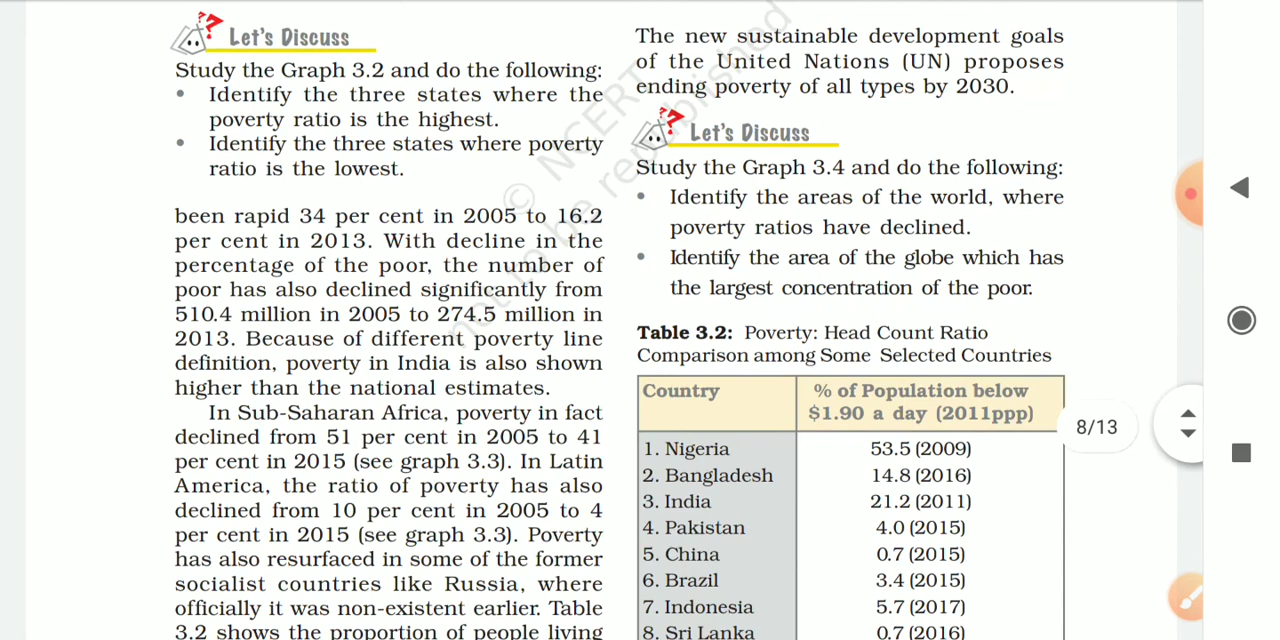 Let's Discuss
Study the Graph 3.2 and do the following:
• Identify the three states where the
poverty ratio is the highest.
• Identify the three states where poverty
ratio is the lowest.
been rapid 34 per cent in 2005 to 16.2
per cent in 2013. With decline in the
percentage of the poor, the number of
poor has also declined significantly from
510.4 million in 2005 to 274.5 million in
2013. Because of different poverty line
definition, poverty in India is also shown
higher than the national estimates.
In Sub-Saharan Africa, poverty in fact
declined from 51 per cent in 2005 to 41
per cent in 2015 (see graph 3.3). In Latin
America, the ratio of poverty has also
declined from 10 per cent in 2005 to 4
per cent in 2015 (see graph 3.3). Poverty
has also resurfaced in some of the former
socialist countries like Russia, where
officially it was non-existent earlier. Table
3.2 shows the proportion of people living
The new sustainable development goals
of the United Nations (UN) proposes
ending poverty of all types by 2030.
Let's Discuss
Study the Graph 3.4 and do the following:
• Identify the areas of the world, where
poverty ratios have declined.
• Identify the area of the globe which has
the largest concentration of the poor.
Table 3.2: Poverty: Head Count Ratio
Comparison among Some Selected Countries
Country % of Population below
$1.90 a day (2011ppp)
1. Nigeria 53.5 (2009)
2. Bangladesh 14.8 (2016)
3. India 21.2 (2011)
4. Pakistan 4.0 (2015)
5. China 0.7 (2015)
6. Brazil 3.4 (2015)
7. Indonesia 5.7 (2017)
8. Sri Lanka 0.7 (2016)
8/13
© NCERT
not to be republished